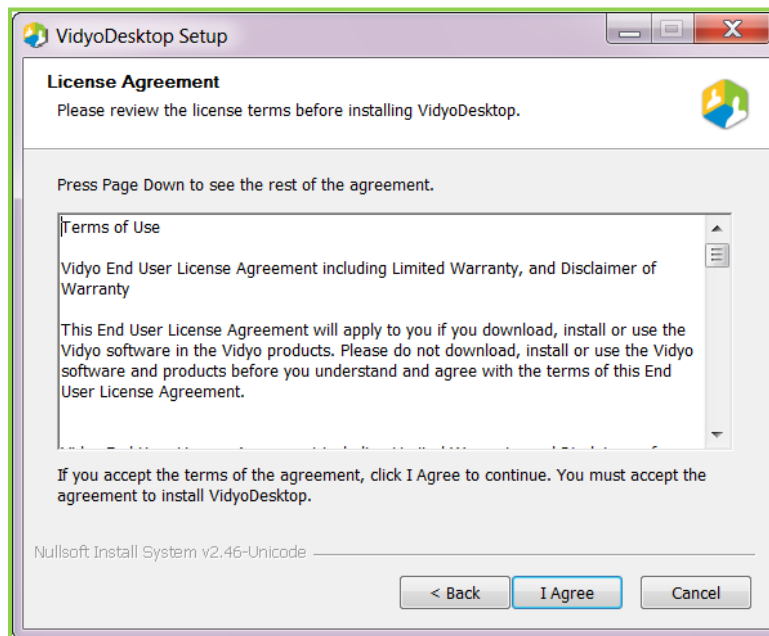 VidyoDesktop Setup
License Agreement
Please review the license terms before installing VidyoDesktop.
Press Page Down to see the rest of the agreement.
Terms of Use
Vidyo End User License Agreement including Limited Warranty, and Disclaimer of
Warranty
This End User License Agreement will apply to you if you download, install or use the
Vidyo software in the Vidyo products. Please do not download, install or use the Vidyo
software and products before you understand and agree with the terms of this End
User License Agreement.
If you accept the terms of the agreement, click I Agree to continue. You must accept the
agreement to install VidyoDesktop.
Nullsoft Install System v2.46-Unicode
< Back
I Agree
Cancel